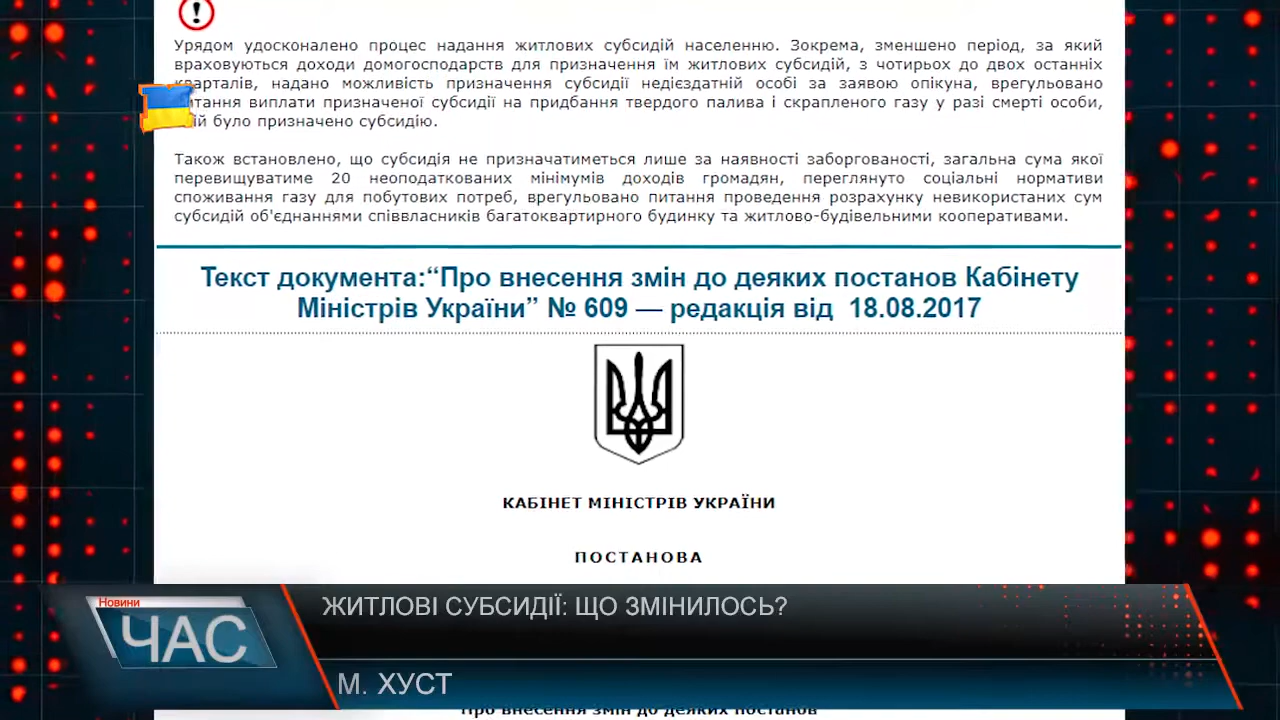 Урядом удосконалено процес надання житлових субсидій населенню. Зокрема, зменшено період, за який
враховуються доходи домогосподарств для призначення їм житлових субсидій, з чотирьох до двох останніх
кварталів, надано можливість призначення субсидії недієздатній особі за заявою опікуна, врегульовано
питання виплати призначеної субсидії на придбання твердого палива і скрапленого газу у разі смерті особи,
було призначено субсидію.
Також встановлено, що субсидія не призначатиметься лише за наявності заборгованості, загальна сума якої
перевищуватиме 20 неоподаткованих мінімумів доходів громадян, переглянуто соціальні нормативи
споживання газу для побутових потреб, врегульовано питання проведення розрахунку невикористаних сум
субсидій об'єднаннями співвласників багатоквартирного будинку та житлово-будівельними кооперативами.
Текст документа:“Про внесення змін до деяких постанов Кабінету
Міністрів України” № 609 — редакція від 18.08.2017
КАБІНЕТ МІНІСТРІВ УКРАЇНИ
ПОСТАНОВА
Новини
ЧАС
ЖИТЛОВІ СУБСИДІЇ: ЩО ЗМІНИЛОСЬ?
М. ХУСТ
Про внесення змін до деяких постанов